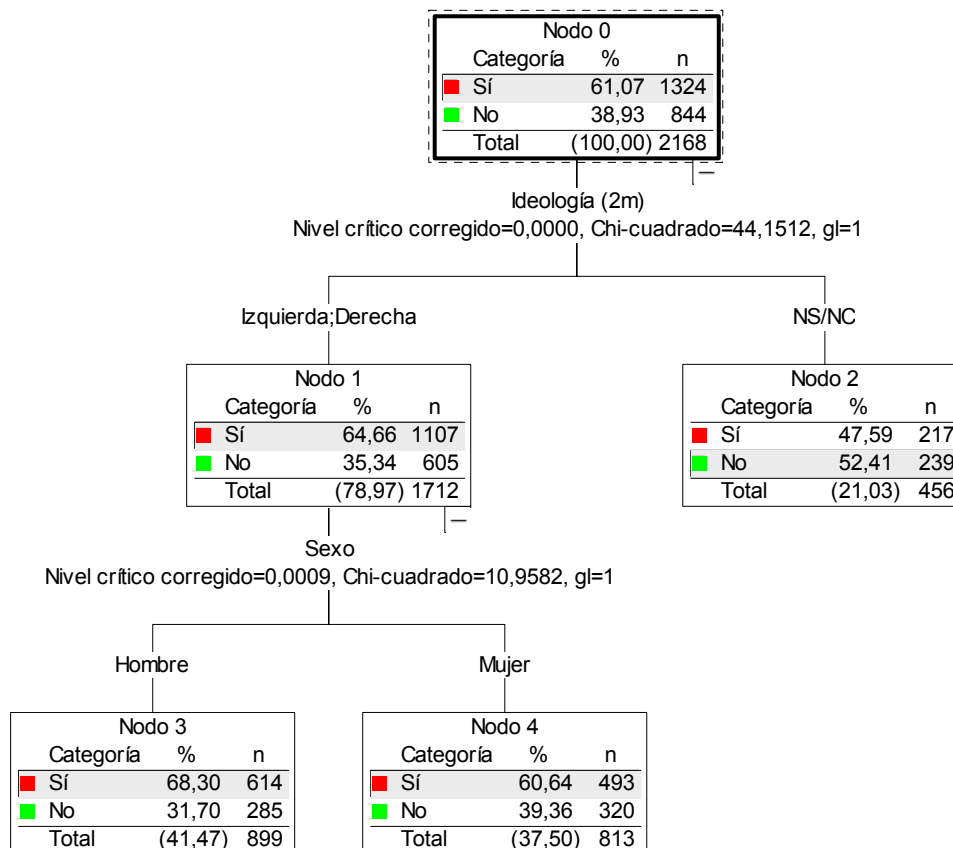 Nodo 0
Categoría % n
Sí 61,07 1324
No 38,93 844
Total (100,00) 2168
Ideología (2m)
Nivel crítico corregido=0,0000, Chi-cuadrado=44,1512, gl=1
Izquierda;Derecha
NS/NC
Nodo 1
Categoría % n
Sí 64,66 1107
No 35,34 605
Total (78,97) 1712
Nodo 2
Categoría % n
Sí 47,59 217
No 52,41 239
Total (21,03) 456
Sexo
Nivel crítico corregido=0,0009, Chi-cuadrado=10,9582, gl=1
Hombre
Mujer
Nodo 3
Categoría % n
Sí 68,30 614
No 31,70 285
Total (41,47) 899
Nodo 4
Categoría % n
Sí 60,64 493
No 39,36 320
Total (37,50) 813